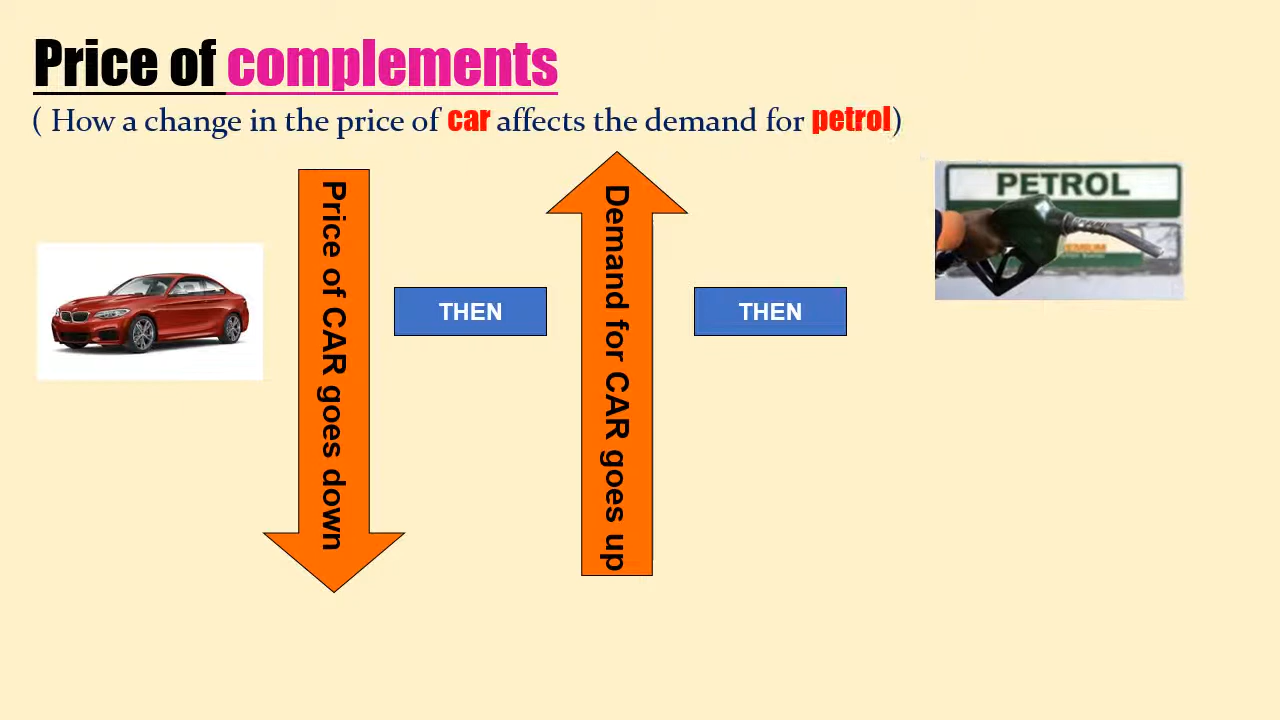 Price of complements
( How a change in the price of car affects the demand for petrol)
Price of CAR goes down
THEN
Demand for CAR goes up
THEN
PETROL